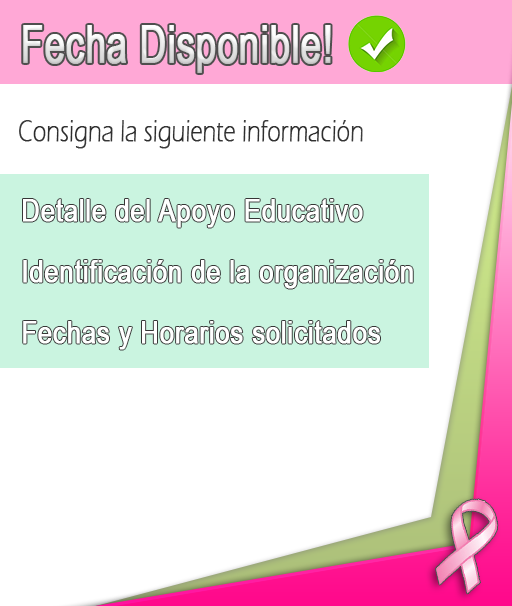 Fecha Disponible!
Consigna la siguiente información
Detalle del Apoyo Educativo
Identificación de la organización
Fechas y Horarios solicitados